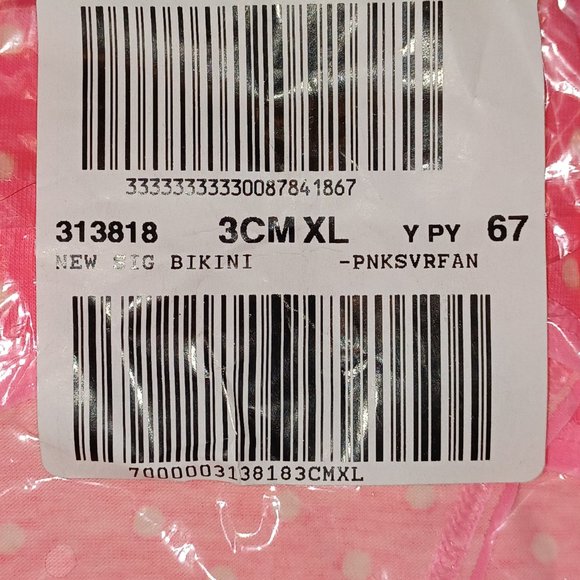 33333333330087841867
313818 3CM XL Y PY 67
NEW SIG BIKINI -PNKSVRFAN
7000003138183CMXL